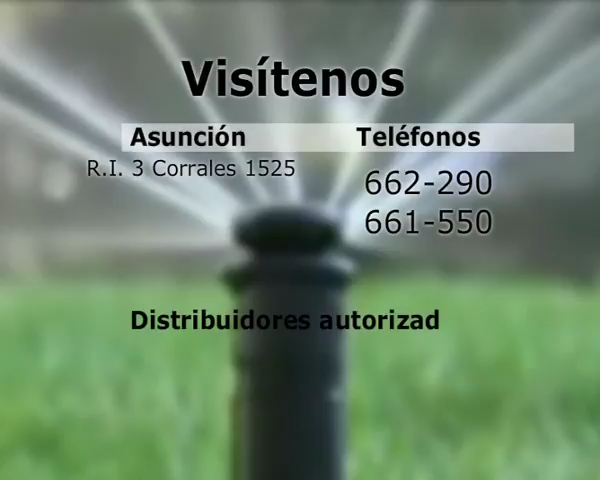 Visítenos
Asunción Teléfonos
R.I. 3 Corrales 1525
662-290
661-550
Distribuidores autorizad